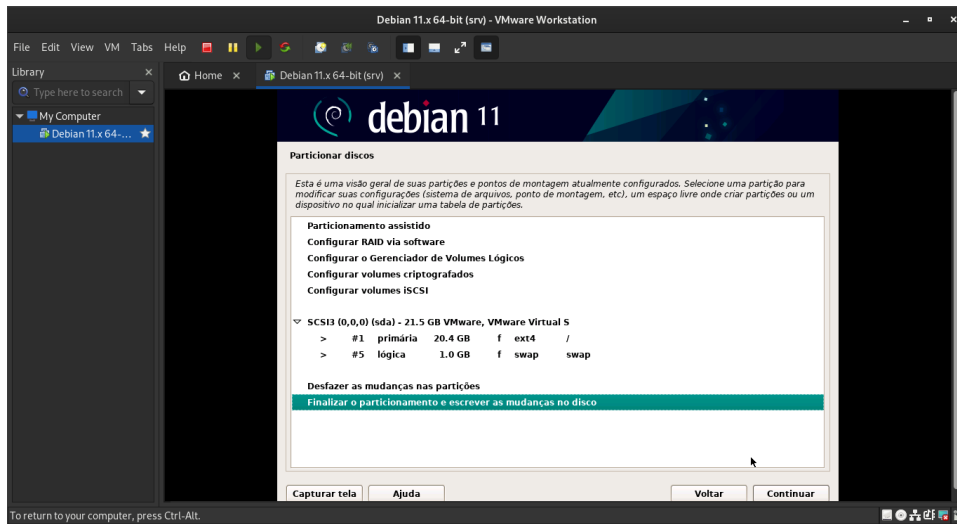 Debian 11.x 64-bit (srv) - VMware Workstation
File Edit View VM Tabs Help
Library
Home
Debian 11.x 64-bit (srv)
Type here to search
My Computer
Debian 11.x 64-...
debian 11
Particionar discos
Esta é uma visão geral de suas partições e pontos de montagem atualmente configurados. Selecione uma partição para
modificar suas configurações (sistema de arquivos, ponto de montagem, etc), um espaço livre onde criar partições ou um
dispositivo no qual inicializar uma tabela de partições.
Particionamento assistido
Configurar RAID via software
Configurar o Gerenciador de Volumes Lógicos
Configurar volumes criptografados
Configurar volumes iSCSI
SCSI3 (0,0,0) (sda) - 21.5 GB VMware, VMware Virtual S
> #1 primária 20.4 GB f ext4 /
> #5 lógica 1.0 GB f swap swap
Desfazer as mudanças nas partições
Finalizar o particionamento e escrever as mudanças no disco
Capturar tela Ajuda Voltar Continuar
To return to your computer, press Ctrl-Alt.